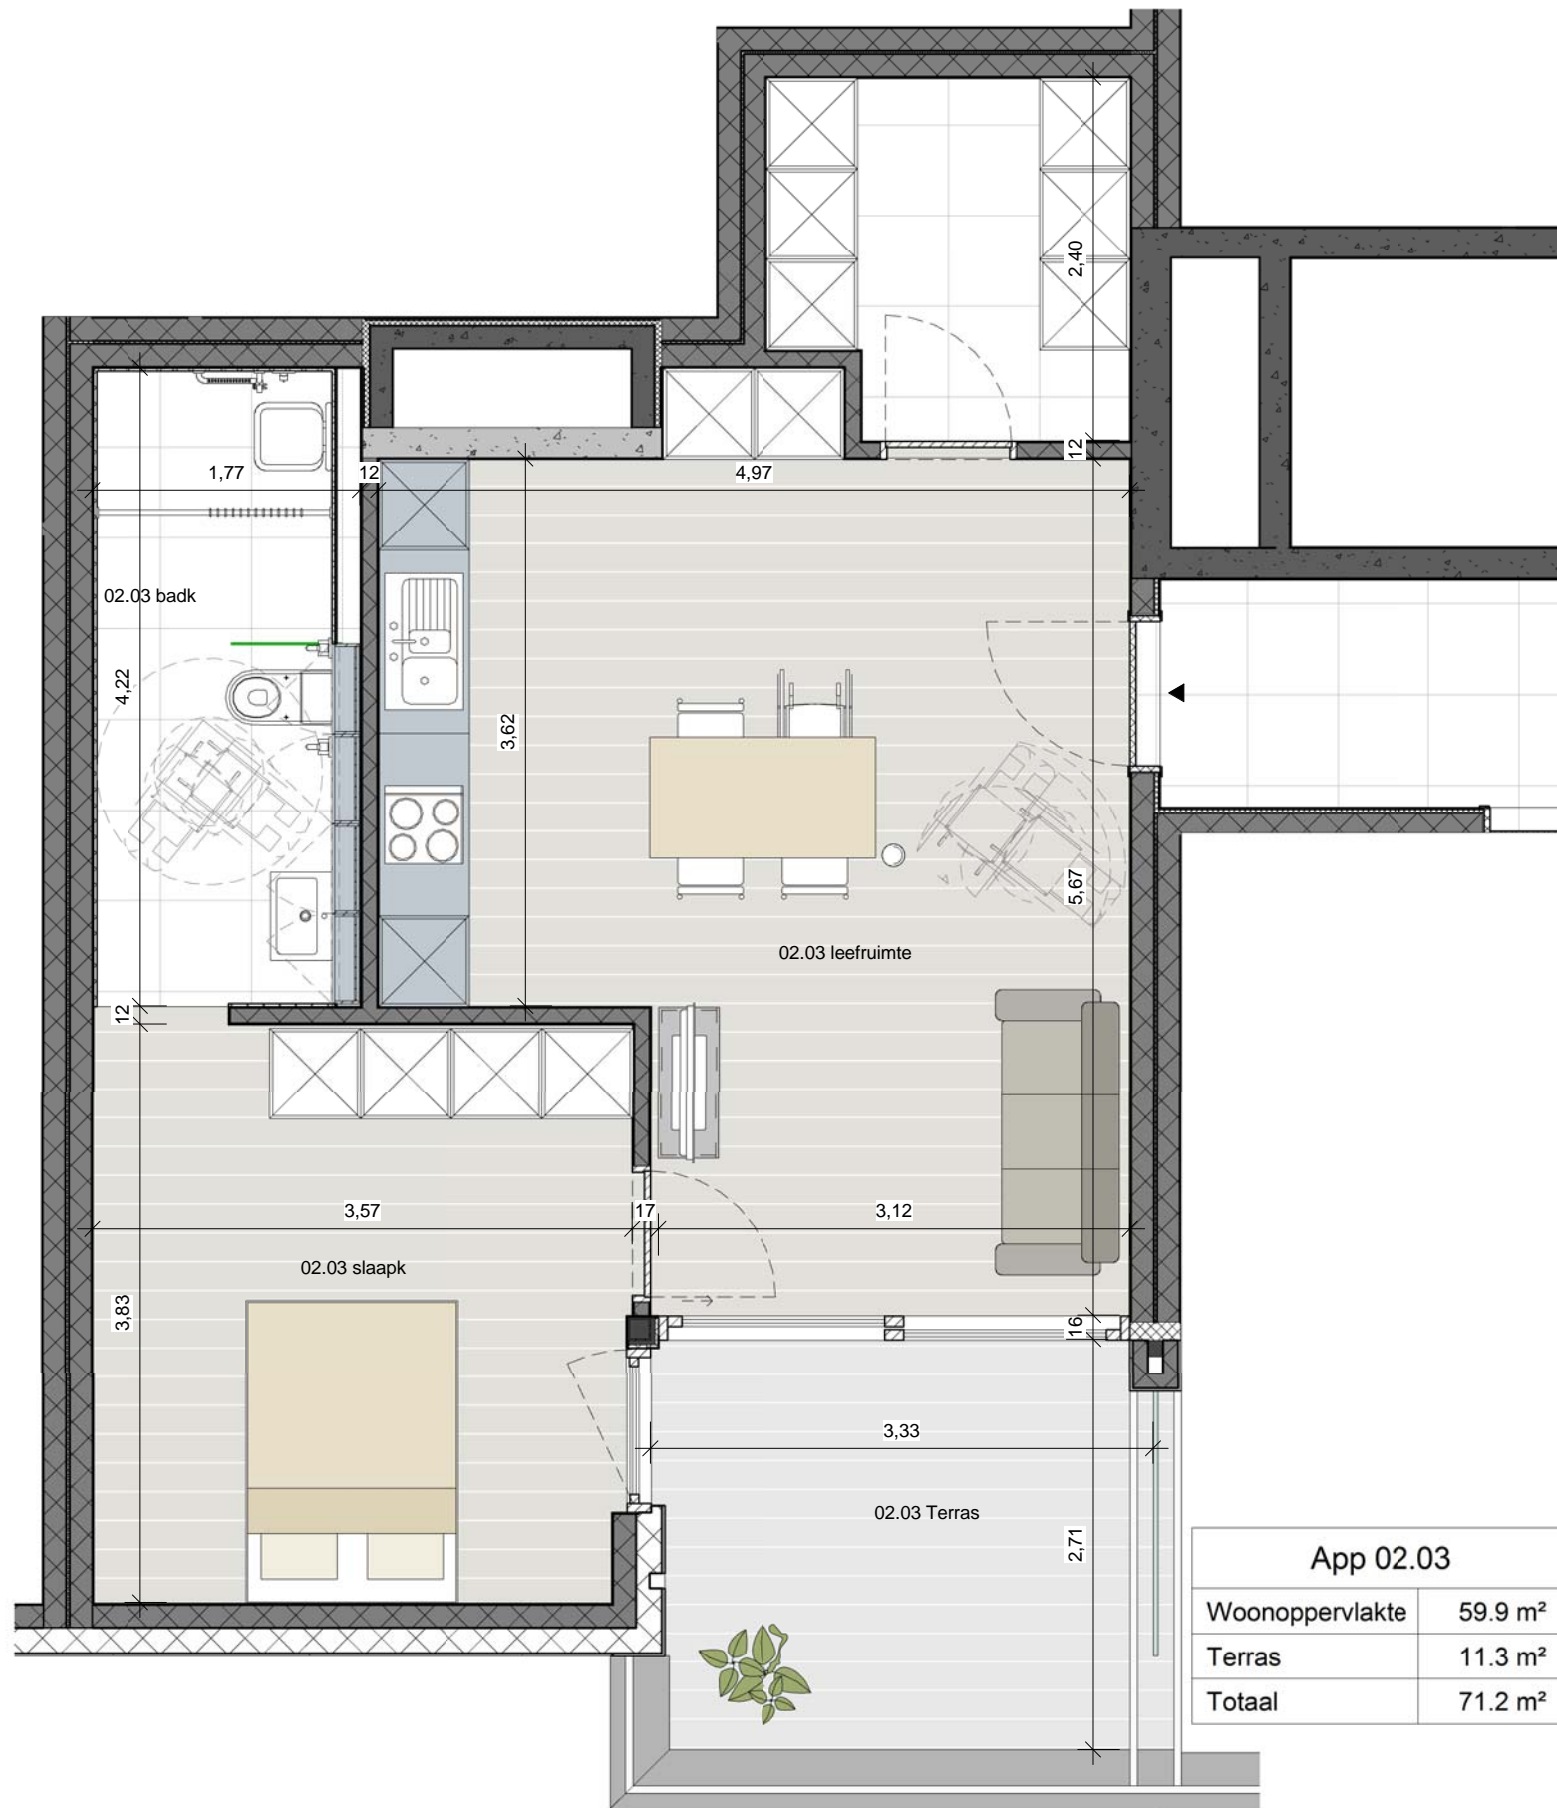 2,40
12
1,77
12
4,97
02.03 badk
4,22
3,62
5,67
02.03 leefruimte
12
3,57
17
3,12
02.03 slaapk
3,83
16
3,33
02.03 Terras
2,71
App 02.03
Woonoppervlakte 59.9 m²
Terras 11.3 m²
Totaal 71.2 m²